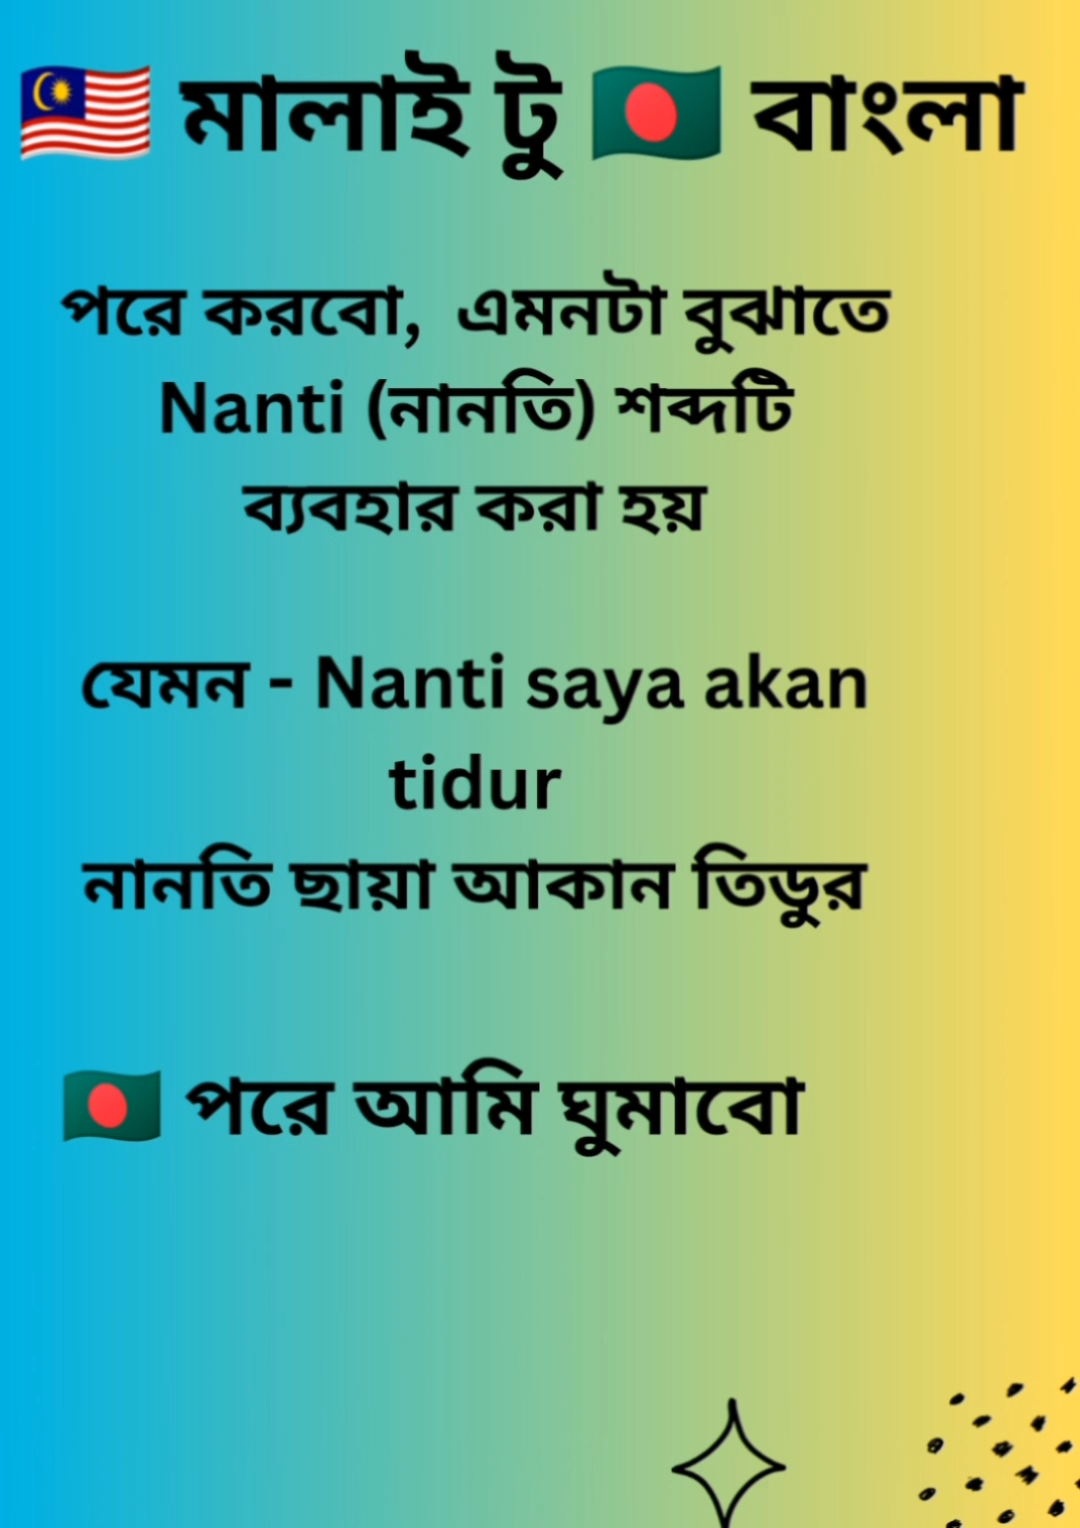 🇲🇾 মালাই টু 🇧🇩 বাংলা
পরে করবো, এমনটা বুঝাতে
Nanti (নানতি) শব্দটি
ব্যবহার করা হয়
যেমন - Nanti saya akan
tidur
নানতি ছায়া আকান তিডুর
🇧🇩 পরে আমি ঘুমাবো